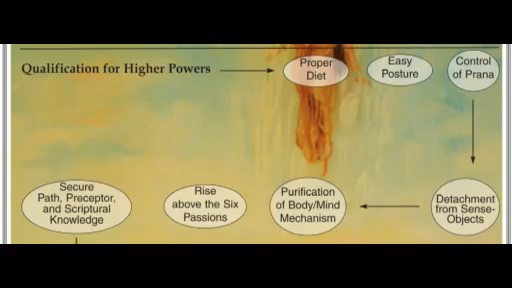 Qualification for Higher Powers
Proper
Diet
Easy
Posture
Control
of Prana
Secure
Path, Preceptor,
and Scriptural
Knowledge
Rise
above the Six
Passions
Purification
of Body/Mind
Mechanism
Detachment
from Sense-
Objects